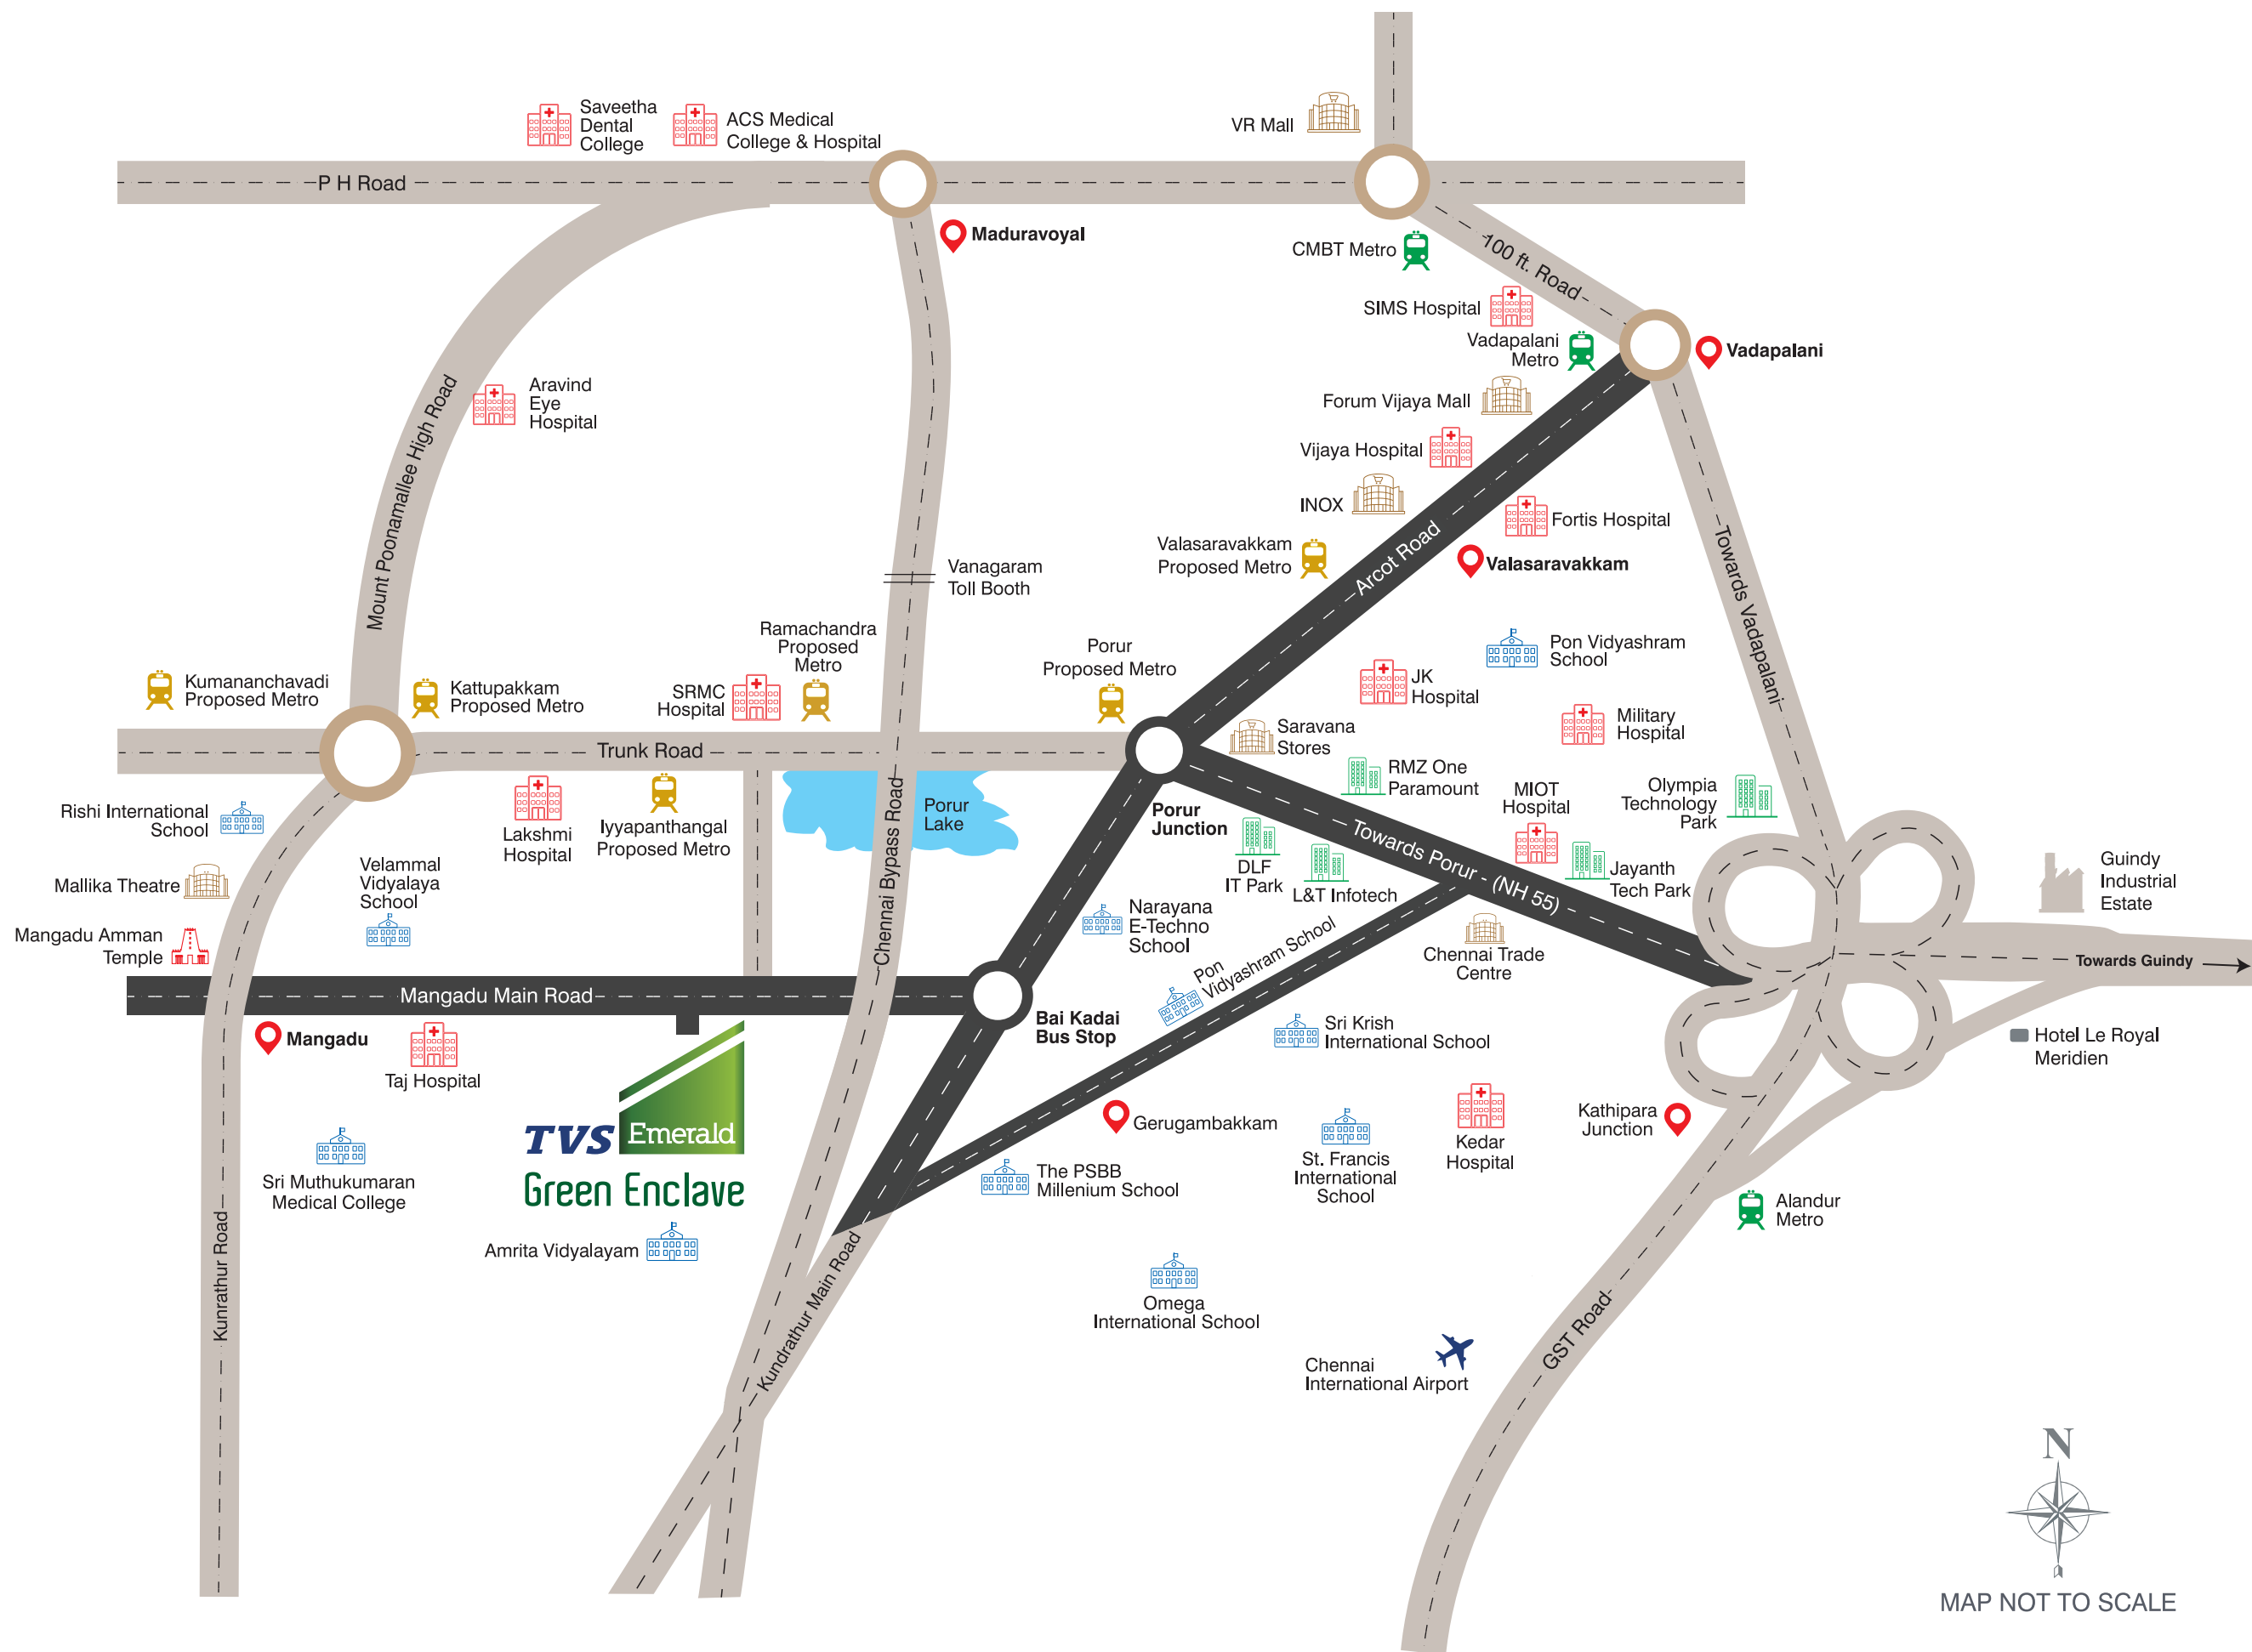 Saveetha
Dental
College
ACS Medical
College & Hospital
VR Mall
P H Road
Maduravoyal
CMBT Metro
100 ft. Road
SIMS Hospital
Vadapalani
Metro
Vadapalani
Forum Vijaya Mall
Aravind
Eye
Hospital
Mount Poonamallee High Road
Vijaya Hospital
INOX
Fortis Hospital
Arcot Road
Valasaravakkam
Proposed Metro
Valasaravakkam
Towards Vadapalani
Vanagaram
Toll Booth
Ramachandra
Proposed
Metro
Porur
Proposed Metro
Pon Vidyashram
School
Kumananchavadi
Proposed Metro
Kattupakkam
Proposed Metro
SRMC
Hospital
JK
Hospital
Military
Hospital
Saravana
Stores
Trunk Road
RMZ One
Paramount
MIOT
Hospital
Olympia
Technology
Park
Rishi International
School
Lakshmi
Hospital
Iyyapanthangal
Proposed Metro
Porur
Lake
Chennai Bypass Road
Porur
Junction
Towards Porur - (NH 55)
DLF
IT Park
L&T Infotech
Jayanth
Tech Park
Guindy
Industrial
Estate
Mallika Theatre
Velammal
Vidyalaya
School
Narayana
E-Techno
School
Mangadu Amman
Temple
Pon
Vidyashram School
Chennai Trade
Centre
Towards Guindy
Mangadu Main Road
Bai Kadai
Bus Stop
Sri Krish
International School
Hotel Le Royal
Meridien
Mangadu
Taj Hospital
TVS Emerald
Green Enclave
Gerugambakkam
Kathipara
Junction
Kedar
Hospital
St. Francis
International
School
The PSBB
Millenium School
Sri Muthukumaran
Medical College
Alandur
Metro
Kunrathur Road
Amrita Vidyalayam
Kundrathur Main Road
Omega
International School
GST Road
Chennai
International Airport
N
MAP NOT TO SCALE